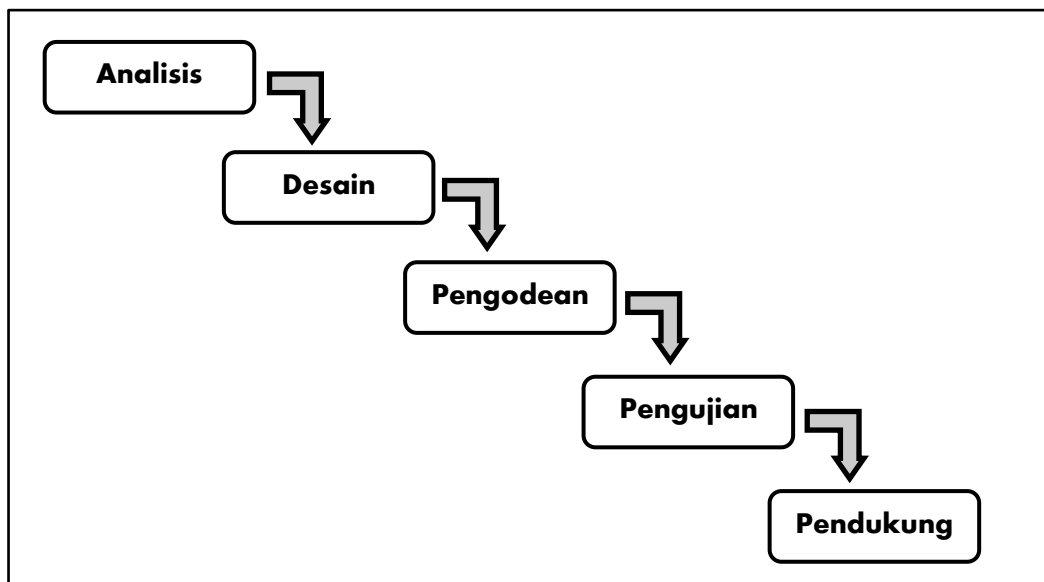 Analisis
Desain
Pengodean
Pengujian
Pendukung